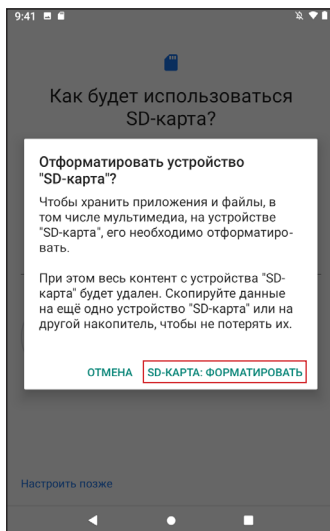 9:41
Как будет использоваться
SD-карта?
Отформатировать устройство
"SD-карта"?
Чтобы хранить приложения и файлы, в
том числе мультимедиа, на устройстве
"SD-карта", его необходимо отформатиро-
вать.
При этом весь контент с устройства "SD-
карта" будет удален. Скопируйте данные
на ещё одно устройство "SD-карта" или на
другой накопитель, чтобы не потерять их.
ОТМЕНА SD-КАРТА: ФОРМАТИРОВАТЬ
Настроить позже